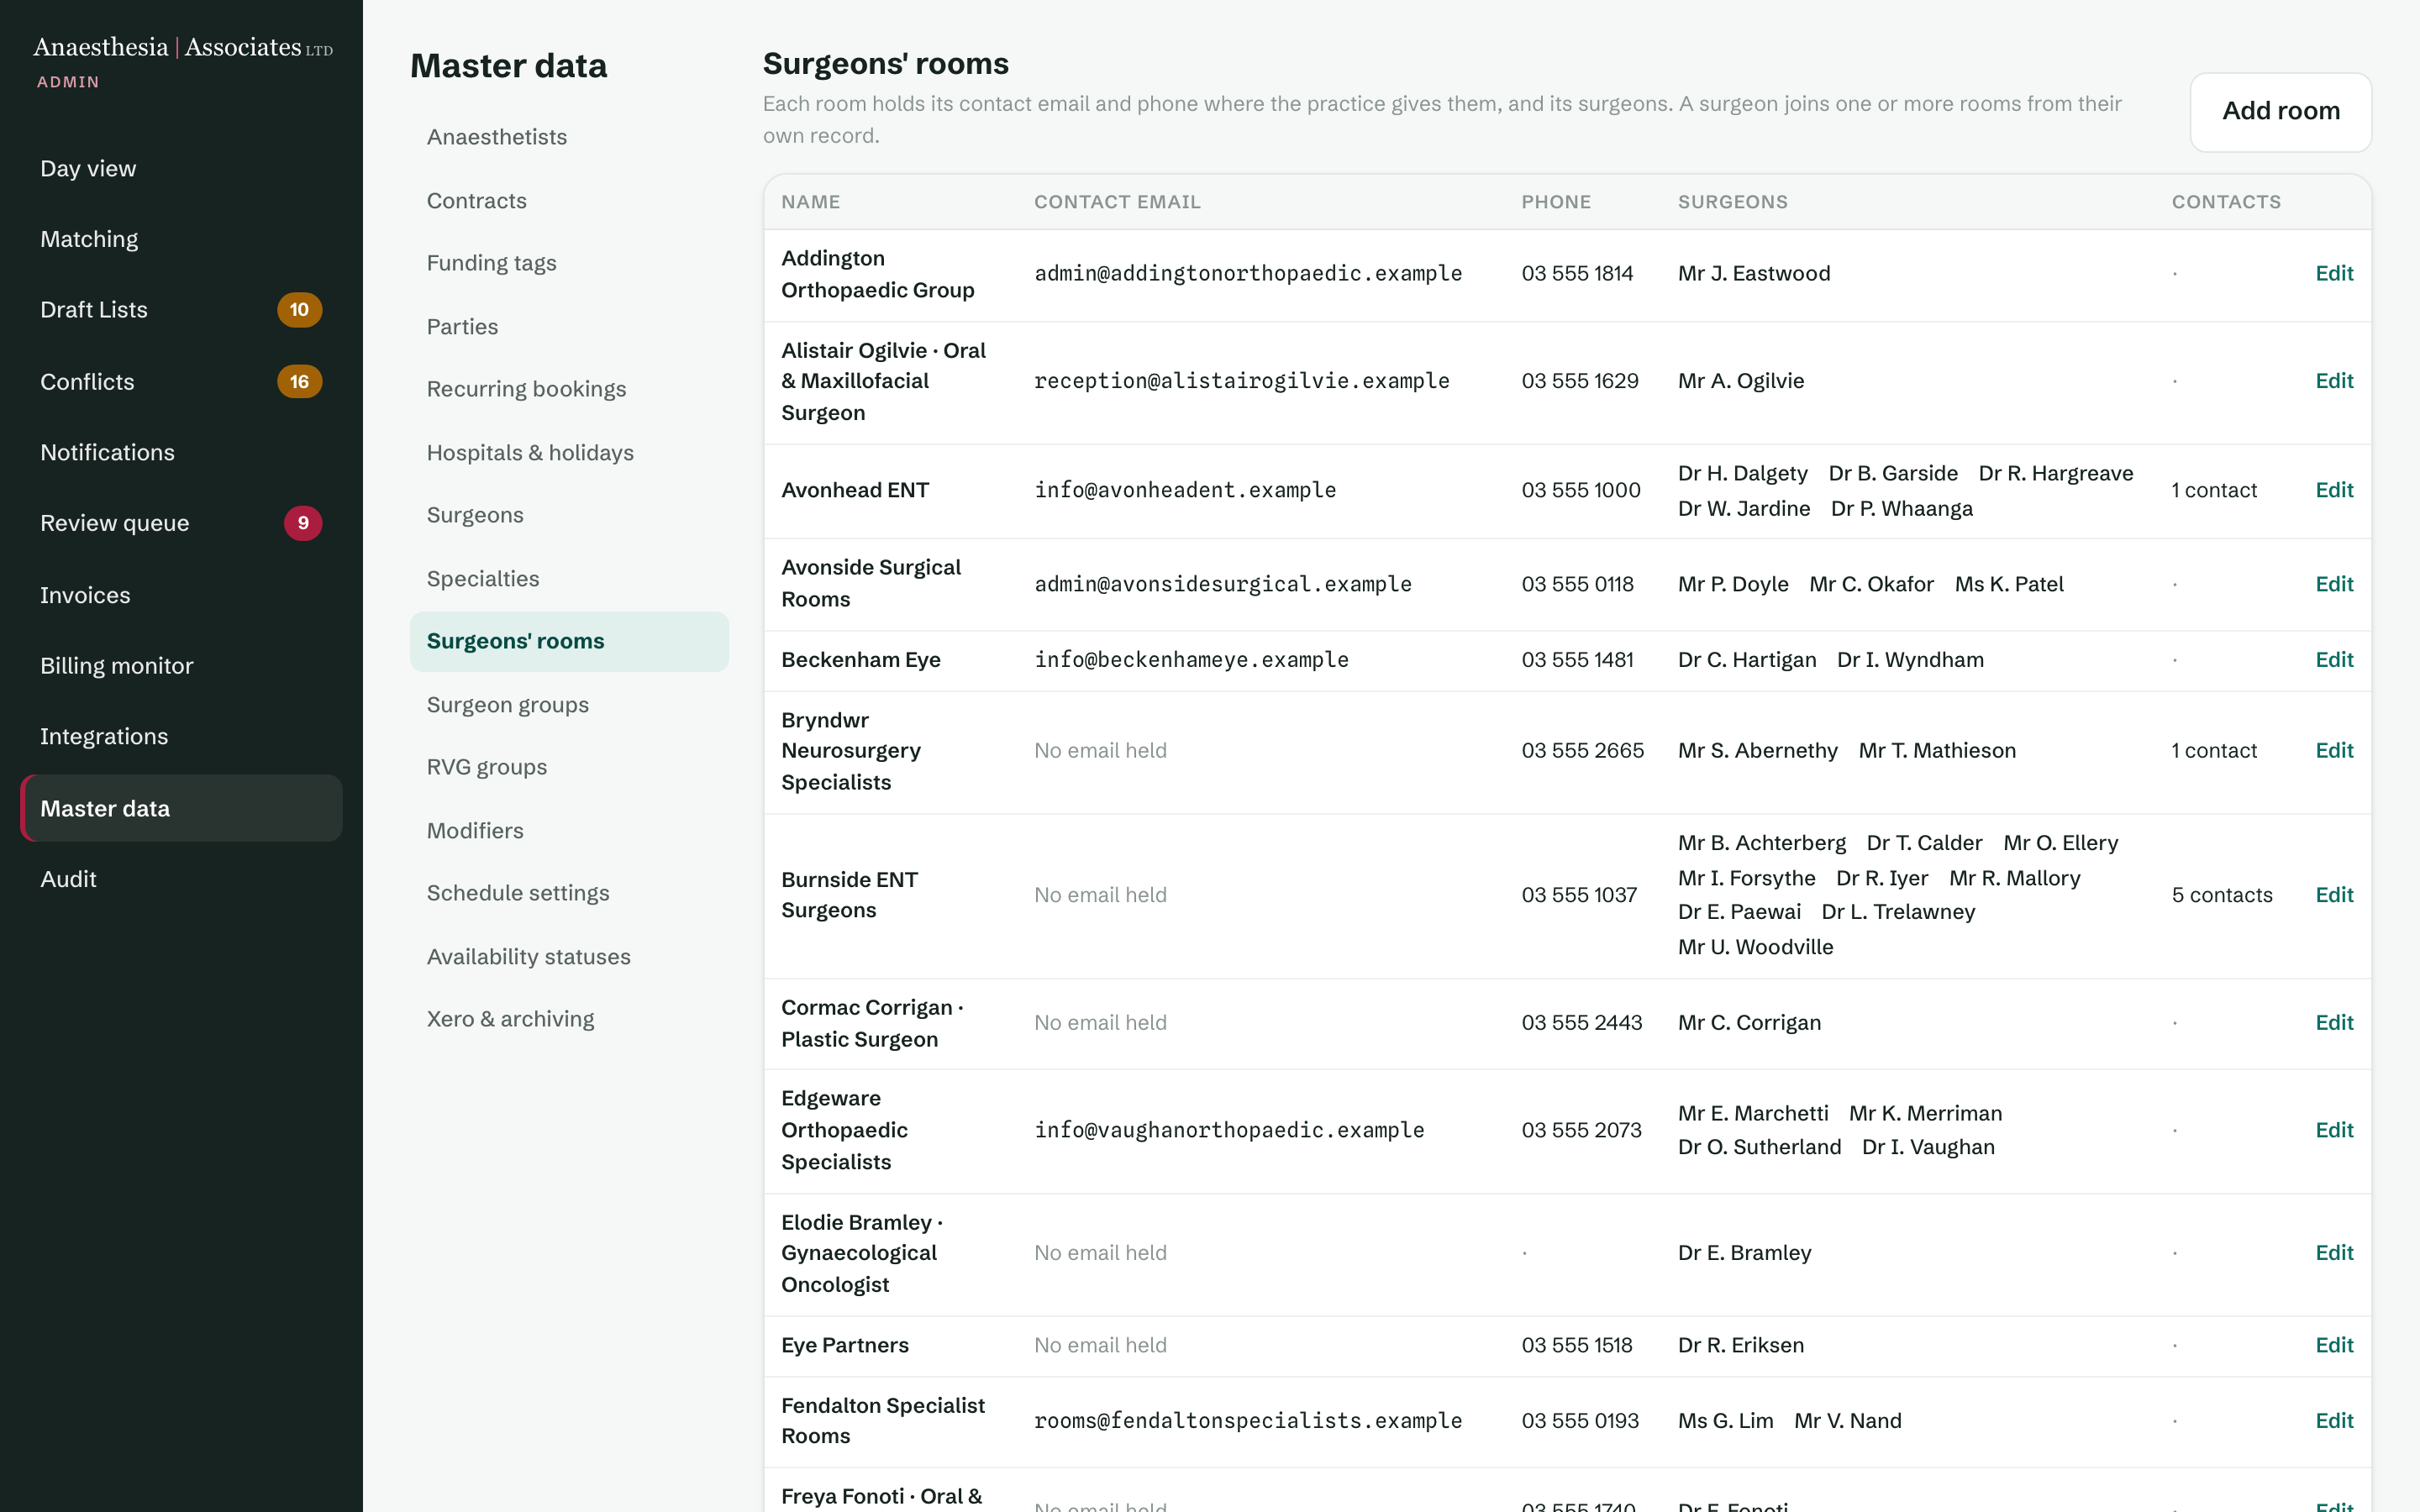 Anaesthesia | Associates LTD
ADMIN
Day view
Matching
Draft Lists 10
Conflicts 16
Notifications
Review queue 9
Invoices
Billing monitor
Integrations
Master data
Audit
Master data
Anaesthetists
Contracts
Funding tags
Parties
Recurring bookings
Hospitals & holidays
Surgeons
Specialties
Surgeons' rooms
Surgeon groups
RVG groups
Modifiers
Schedule settings
Availability statuses
Xero & archiving
Surgeons' rooms
Each room holds its contact email and phone where the practice gives them, and its surgeons. A surgeon joins one or more rooms from their
own record.
Add room
NAME CONTACT EMAIL PHONE SURGEONS CONTACTS
Addington
Orthopaedic Group
admin@addingtonorthopaedic.example 03 555 1814 Mr J. Eastwood · Edit
Alistair Ogilvie · Oral
& Maxillofacial
Surgeon
reception@alistairogilvie.example 03 555 1629 Mr A. Ogilvie · Edit
Avonhead ENT info@avonheadent.example 03 555 1000
Dr H. Dalgety Dr B. Garside Dr R. Hargreave
Dr W. Jardine Dr P. Whaanga
1 contact Edit
Avonside Surgical
Rooms
admin@avonsidesurgical.example 03 555 0118 Mr P. Doyle Mr C. Okafor Ms K. Patel · Edit
Beckenham Eye info@beckenhameye.example 03 555 1481 Dr C. Hartigan Dr I. Wyndham · Edit
Bryndwr
Neurosurgery
Specialists
No email held 03 555 2665 Mr S. Abernethy Mr T. Mathieson 1 contact Edit
Burnside ENT
Surgeons
No email held 03 555 1037
Mr B. Achterberg Dr T. Calder Mr O. Ellery
Mr I. Forsythe Dr R. Iyer Mr R. Mallory
Dr E. Paewai Dr L. Trelawney
Mr U. Woodville
5 contacts Edit
Cormac Corrigan ·
Plastic Surgeon
No email held 03 555 2443 Mr C. Corrigan · Edit
Edgeware
Orthopaedic
Specialists
info@vaughanorthopaedic.example 03 555 2073
Mr E. Marchetti Mr K. Merriman
Dr O. Sutherland Dr I. Vaughan
· Edit
Elodie Bramley ·
Gynaecological
Oncologist
No email held · Dr E. Bramley · Edit
Eye Partners No email held 03 555 1518 Dr R. Eriksen · Edit
Fendalton Specialist
Rooms
rooms@fendaltonspecialists.example 03 555 0193 Ms G. Lim Mr V. Nand · Edit
Freya Fonoti · Oral &
No email held 03 555 1740 Dr F. Fonoti Edit